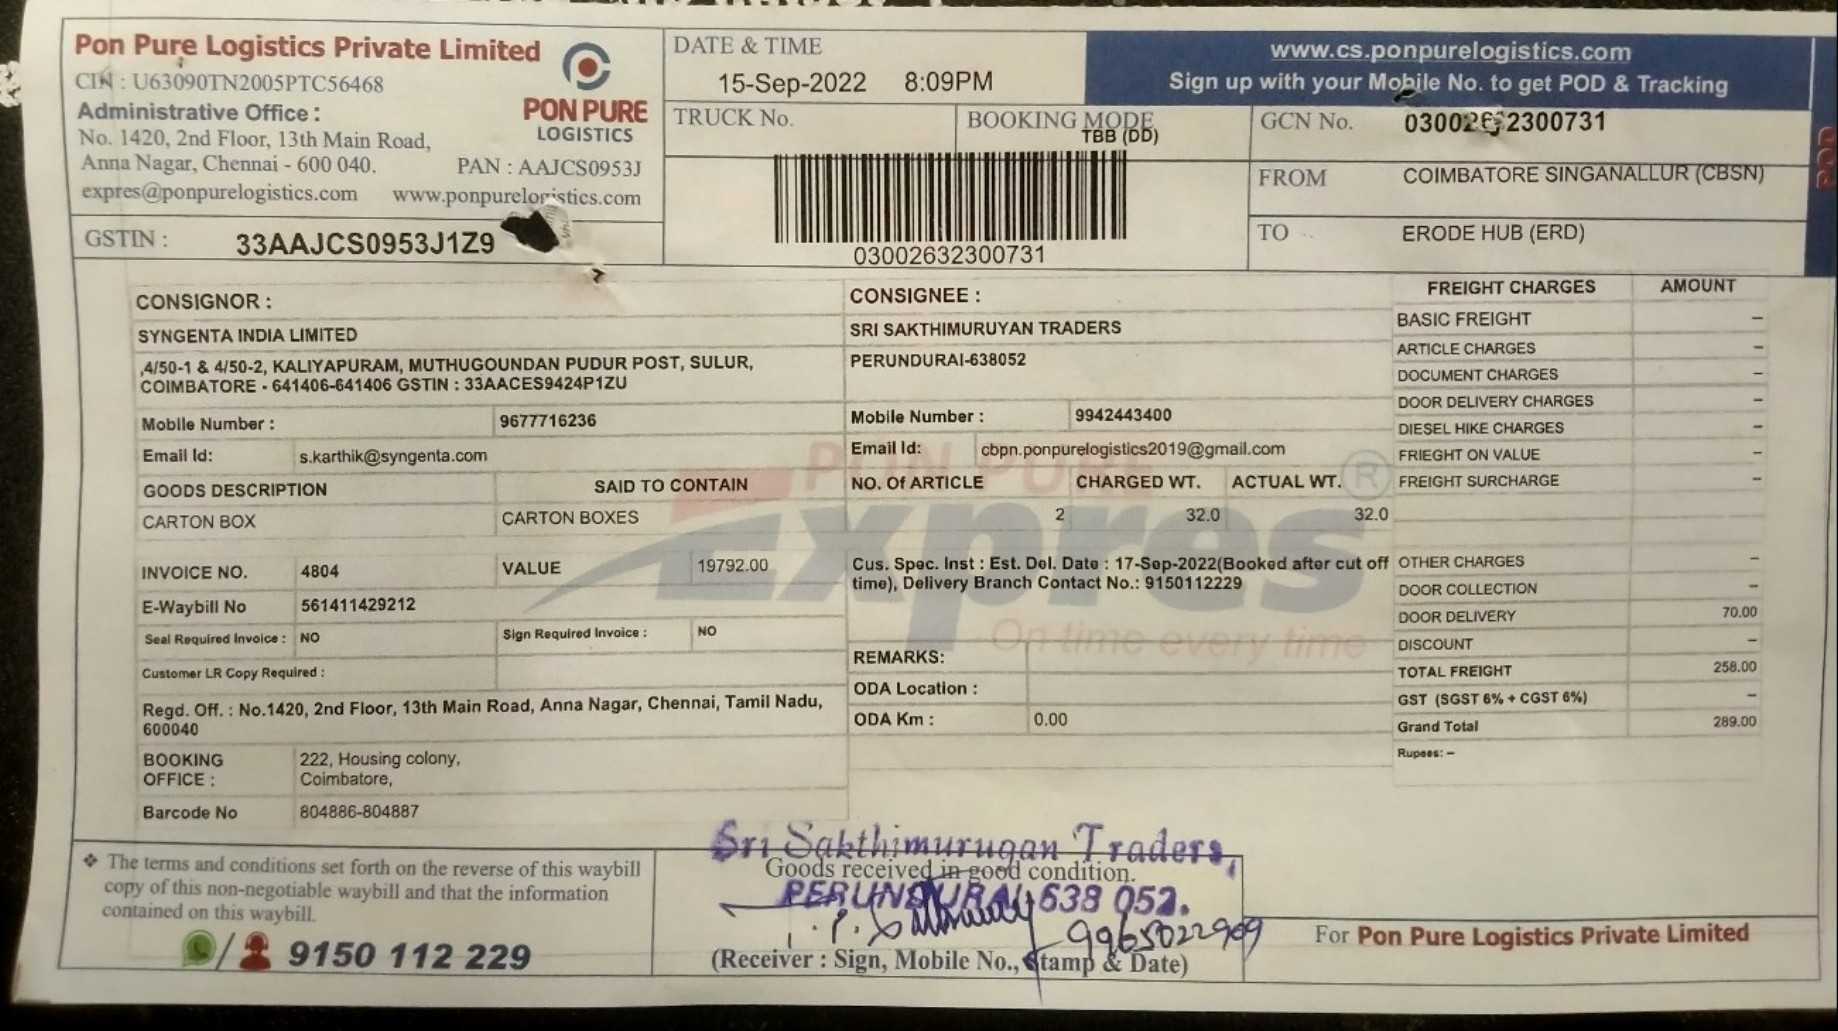 Pon Pure Logistics Private Limited
CIN : U63090TN2005PTC56468
Administrative Office :
No. 1420, 2nd Floor, 13th Main Road,
Anna Nagar, Chennai - 600 040.
PAN : AAJCS0953J
expres@ponpurelogistics.com www.ponpurelogistics.com
PON PURE
LOGISTICS
GSTIN : 33AAJCS0953J1Z9
DATE & TIME
15-Sep-2022 8:09PM
TRUCK No.
BOOKING MODE
TBB (DD)
03002632300731
www.cs.ponpurelogistics.com
Sign up with your Mobile No. to get POD & Tracking
GCN No. 03002632300731
FROM COIMBATORE SINGANALLUR (CBSN)
TO ERODE HUB (ERD)
POD
CONSIGNOR :
SYNGENTA INDIA LIMITED
,4/50-1 & 4/50-2, KALIYAPURAM, MUTHUGOUNDAN PUDUR POST, SULUR,
COIMBATORE - 641406-641406 GSTIN : 33AACES9424P1ZU
Mobile Number : 9677716236
Email Id: s.karthik@syngenta.com
GOODS DESCRIPTION SAID TO CONTAIN
CARTON BOX CARTON BOXES
INVOICE NO. 4804 VALUE 19792.00
E-Waybill No 561411429212
Seal Required Invoice : NO Sign Required Invoice : NO
Customer LR Copy Required :
Regd. Off. : No.1420, 2nd Floor, 13th Main Road, Anna Nagar, Chennai, Tamil Nadu,
600040
BOOKING 222, Housing colony,
OFFICE : Coimbatore,
Barcode No 804886-804887
CONSIGNEE :
SRI SAKTHIMURUYAN TRADERS
PERUNDURAI-638052
Mobile Number : 9942443400
Email Id: cbpn.ponpurelogistics2019@gmail.com
NO. Of ARTICLE CHARGED WT. ACTUAL WT.
2 32.0 32.0
Cus. Spec. Inst : Est. Del. Date : 17-Sep-2022(Booked after cut off
time), Delivery Branch Contact No.: 9150112229
REMARKS:
ODA Location :
ODA Km : 0.00
PON PURE
Expres
On time every time
®
FREIGHT CHARGES AMOUNT
BASIC FREIGHT –
ARTICLE CHARGES –
DOCUMENT CHARGES –
DOOR DELIVERY CHARGES –
DIESEL HIKE CHARGES –
FRIEGHT ON VALUE –
FREIGHT SURCHARGE –
OTHER CHARGES –
DOOR COLLECTION –
DOOR DELIVERY 70.00
DISCOUNT –
TOTAL FREIGHT 258.00
GST (SGST 6% + CGST 6%) –
Grand Total 289.00
Rupees: –
❖ The terms and conditions set forth on the reverse of this waybill
copy of this non-negotiable waybill and that the information
contained on this waybill.
/ 9150 112 229
Sri Sakthimurugan Traders,
Goods received in good condition.
PERUNDURAI 638 052.
9965022909
(Receiver : Sign, Mobile No., Stamp & Date)
For Pon Pure Logistics Private Limited